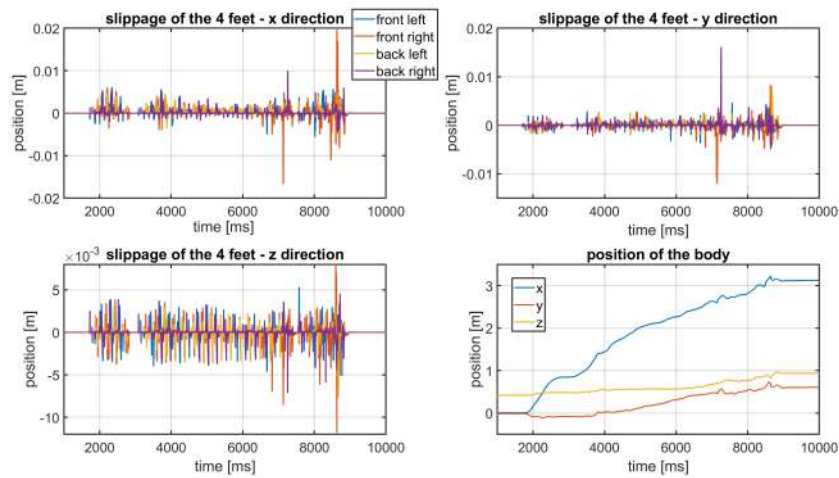 slippage of the 4 feet - x direction
0.02
0.01
0
-0.01
-0.02
position [m]
2000 4000 6000 8000 10000
time [ms]
front left
front right
back left
back right
slippage of the 4 feet - y direction
0.02
0.01
0
-0.01
position [m]
2000 4000 6000 8000 10000
time [ms]
×10⁻³
slippage of the 4 feet - z direction
5
0
-5
-10
position [m]
2000 4000 6000 8000 10000
time [ms]
position of the body
3
2
1
0
position [m]
x
y
z
2000 4000 6000 8000 10000
time [ms]